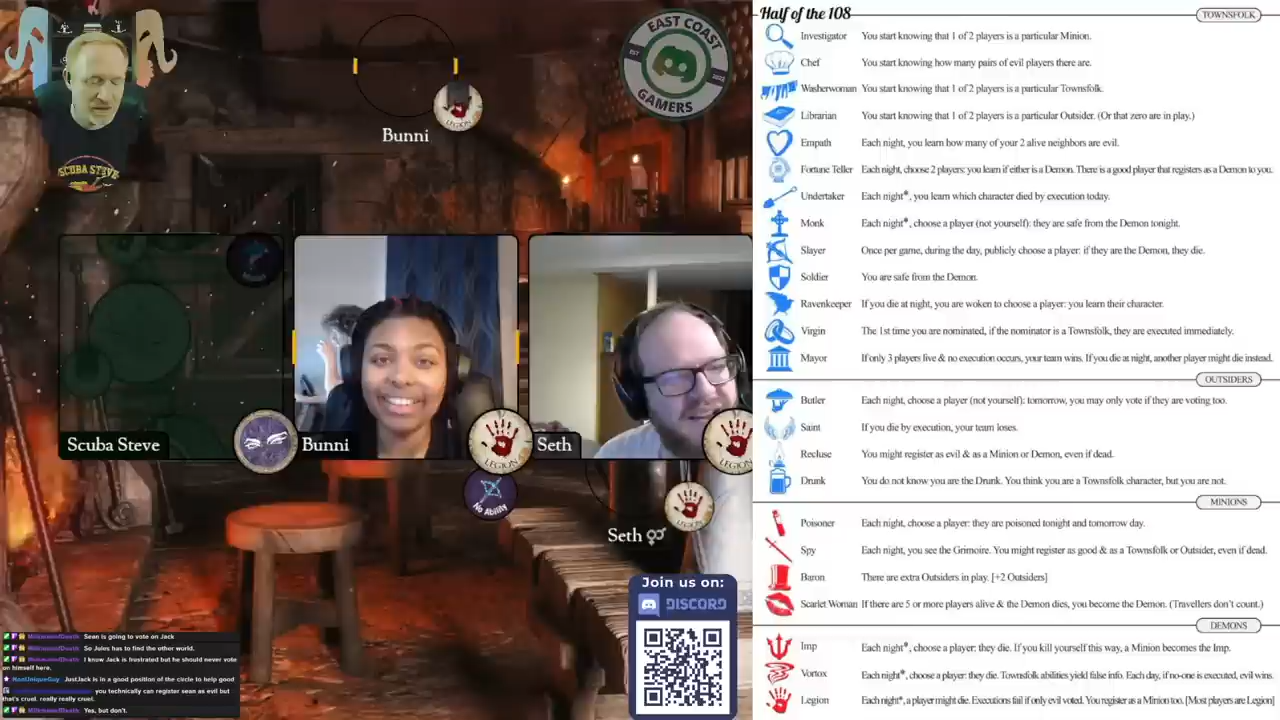 Half of the 108
TOWNSFOLK
Investigator You start knowing that 1 of 2 players is a particular Minion.
Chef You start knowing how many pairs of evil players there are.
Washerwoman You start knowing that 1 of 2 players is a particular Townsfolk.
Librarian You start knowing that 1 of 2 players is a particular Outsider. (Or that zero are in play.)
Empath Each night, you learn how many of your 2 alive neighbors are evil.
Fortune Teller Each night, choose 2 players: you learn if either is a Demon. There is a good player that registers as a Demon to you.
Undertaker Each night*, you learn which character died by execution today.
Monk Each night*, choose a player (not yourself): they are safe from the Demon tonight.
Slayer Once per game, during the day, publicly choose a player: if they are the Demon, they die.
Soldier You are safe from the Demon.
Ravenkeeper If you die at night, you are woken to choose a player: you learn their character.
Virgin The 1st time you are nominated, if the nominator is a Townsfolk, they are executed immediately.
Mayor If only 3 players live & no execution occurs, your team wins. If you die at night, another player might die instead.
OUTSIDERS
Butler Each night, choose a player (not yourself): tomorrow, you may only vote if they are voting too.
Saint If you die by execution, your team loses.
Recluse You might register as evil & as a Minion or Demon, even if dead.
Drunk You do not know you are the Drunk. You think you are a Townsfolk character, but you are not.
MINIONS
Poisoner Each night, choose a player: they are poisoned tonight and tomorrow day.
Spy Each night, you see the Grimoire. You might register as good & as a Townsfolk or Outsider, even if dead.
Baron There are extra Outsiders in play. [+2 Outsiders]
Scarlet Woman If there are 5 or more players alive & the Demon dies, you become the Demon. (Travellers don't count.)
DEMONS
Imp Each night*, choose a player: they die. If you kill yourself this way, a Minion becomes the Imp.
Vortox Each night*, choose a player: they die. Townsfolk abilities yield false info. Each day, if no-one is executed, evil wins.
Legion Each night*, a player might die. Executions fail if only evil voted. You register as a Minion too. [Most players are Legion]
EAST COAST
GAMERS
SCUBA STEVE
LEGION
Bunni
Scuba Steve
Bunni
LEGION
Seth
LEGION
No Ability
LEGION
Seth
Join us on:
DISCORD
Sean is going to vote on Jack
So Jules has to find the other world.
I know Jack is frustrated but he should never vote
on himself here.
NonUniqueGuy JustJack is in a good position of the circle to help good
you technically can register sean as evil but
that's cruel. really really cruel.
Yes, but don't.